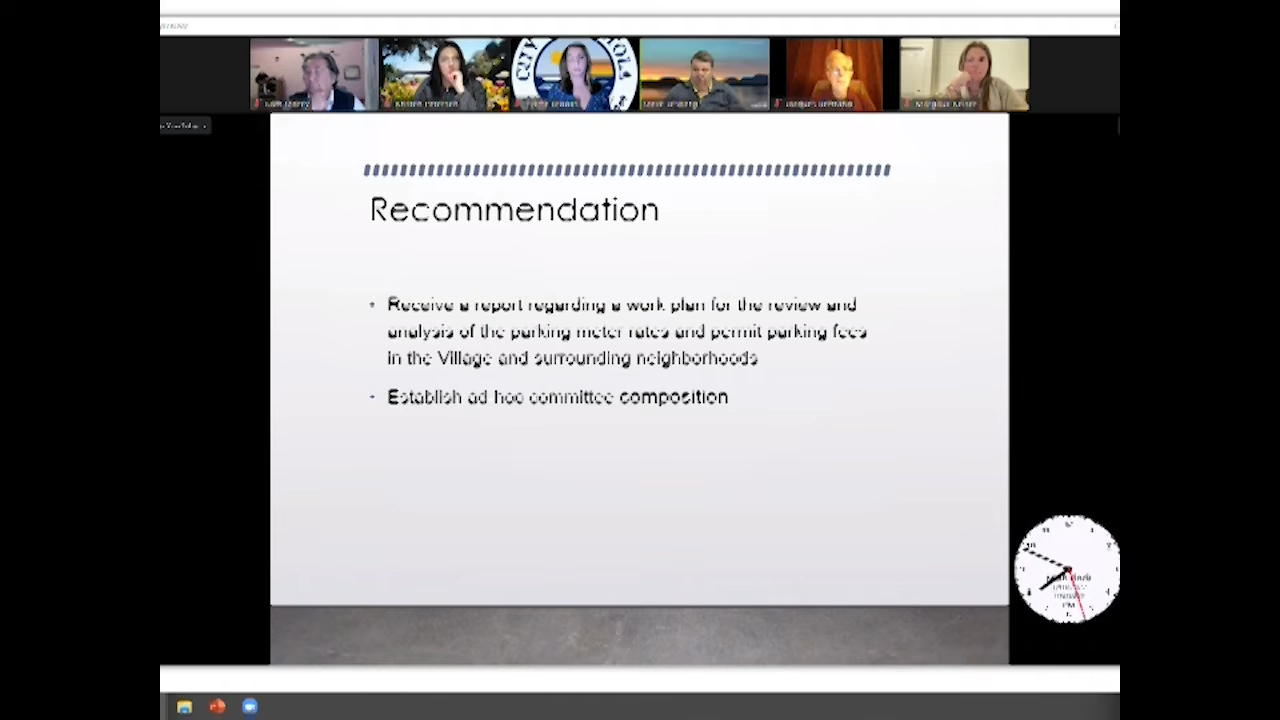 Recommendation
Receive a report regarding a work plan for the review and
analysis of the parking meter rates and permit parking fees
in the Village and surrounding neighborhoods
Establish ad hoc committee composition
PM